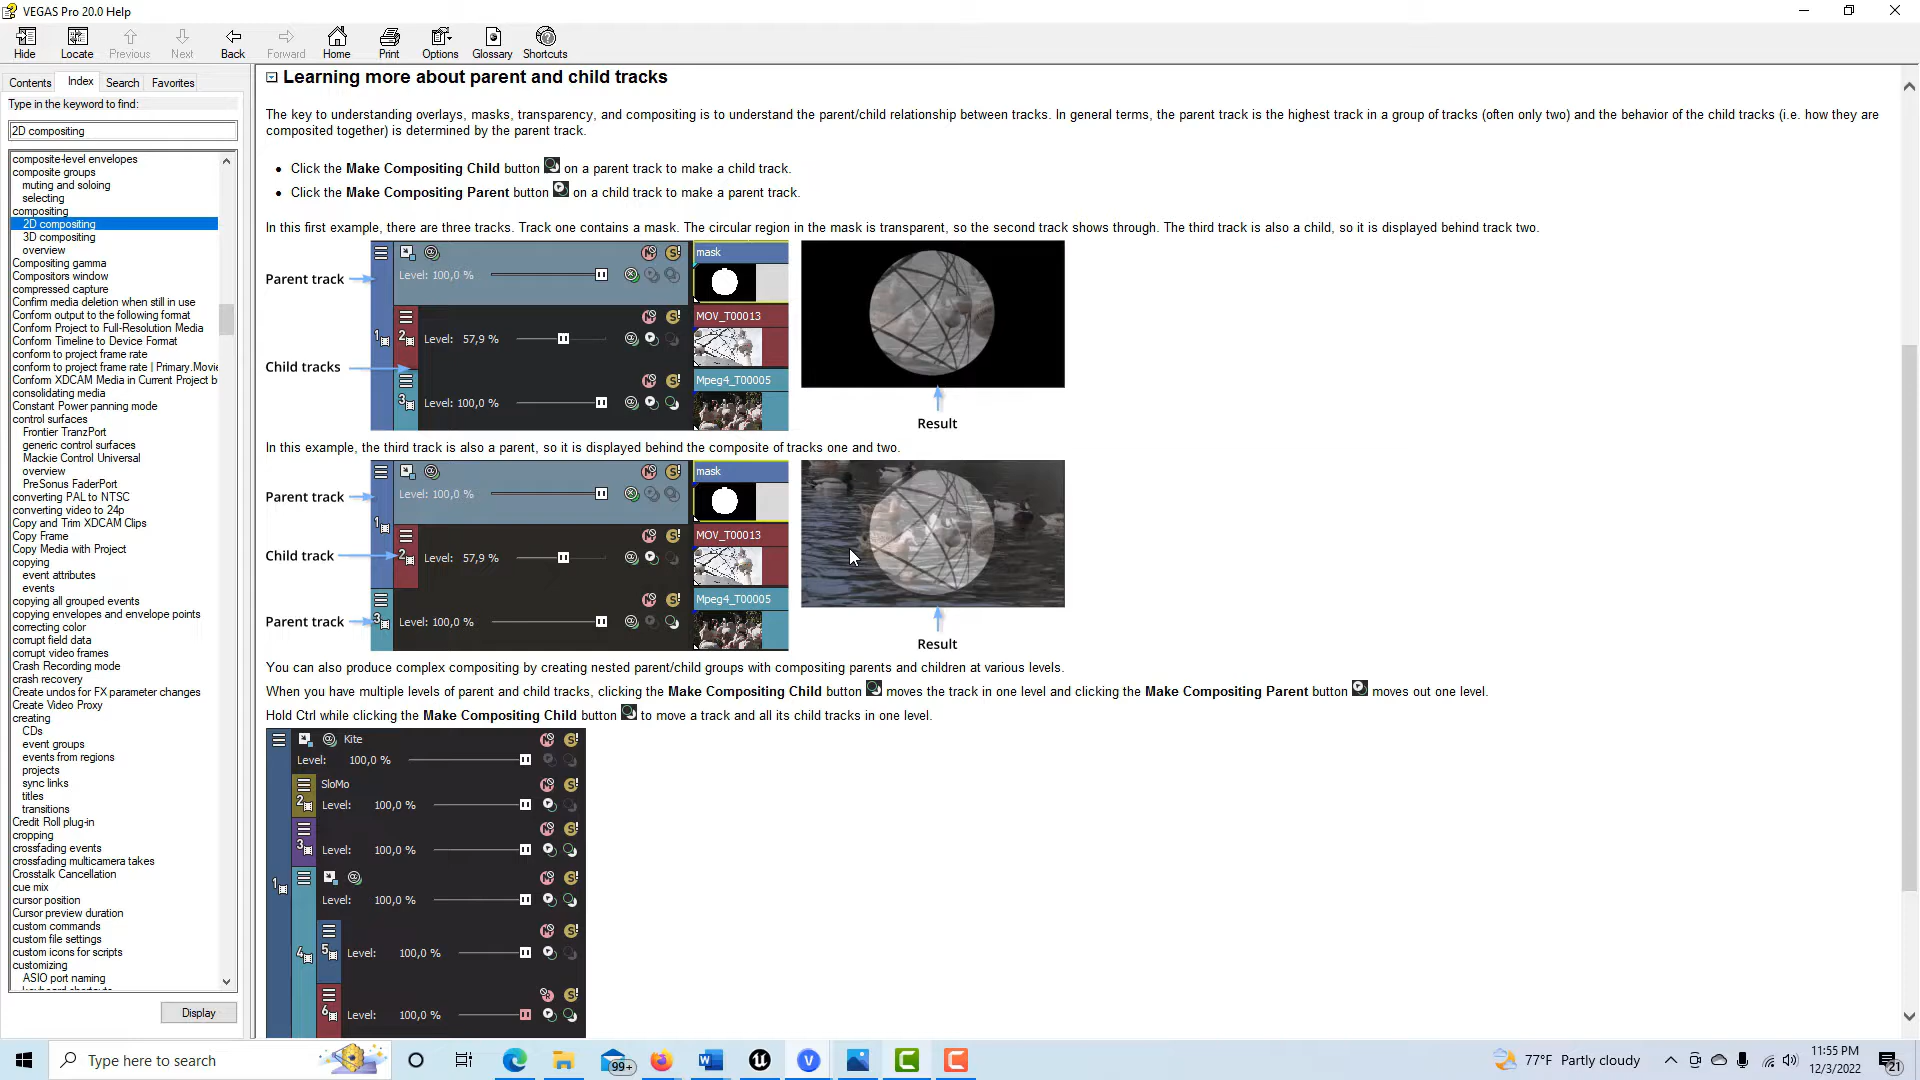 VEGAS Pro 20.0 Help
Hide Locate Previous Next Back Forward Home Print Options Glossary Shortcuts
Contents Index Search Favorites
Type in the keyword to find:
2D compositing
composite-level envelopes
composite groups
muting and soloing
selecting
compositing
2D compositing
3D compositing
overview
Compositing gamma
Compositors window
compressed capture
Confirm media deletion when still in use
Conform output to the following format
Conform Project to Full-Resolution Media
Conform Timeline to Device Format
conform to project frame rate
conform to project frame rate | Primary.Movie
Conform XDCAM Media in Current Project b
consolidating media
Constant Power panning mode
control surfaces
Frontier TranzPort
generic control surfaces
Mackie Control Universal
overview
PreSonus FaderPort
converting PAL to NTSC
converting video to 24p
Copy and Trim XDCAM Clips
Copy Frame
Copy Media with Project
copying
event attributes
events
copying all grouped events
copying envelopes and envelope points
correcting color
corrupt field data
corrupt video frames
Crash Recording mode
crash recovery
Create undos for FX parameter changes
Create Video Proxy
creating
CDs
event groups
events from regions
projects
sync links
titles
transitions
Credit Roll plug-in
cropping
crossfading events
crossfading multicamera takes
Crosstalk Cancellation
cue mix
cursor position
Cursor preview duration
custom commands
custom file settings
custom icons for scripts
customizing
ASIO port naming
Display
Learning more about parent and child tracks
The key to understanding overlays, masks, transparency, and compositing is to understand the parent/child relationship between tracks. In general terms, the parent track is the highest track in a group of tracks (often only two) and the behavior of the child tracks (i.e. how they are
composited together) is determined by the parent track.
• Click the Make Compositing Child button on a parent track to make a child track.
• Click the Make Compositing Parent button on a child track to make a parent track.
In this first example, there are three tracks. Track one contains a mask. The circular region in the mask is transparent, so the second track shows through. The third track is also a child, so it is displayed behind track two.
Parent track
Level: 100,0 %
mask
1
2
Level: 57,9 %
MOV_T00013
Child tracks
3
Level: 100,0 %
Mpeg4_T00005
Result
In this example, the third track is also a parent, so it is displayed behind the composite of tracks one and two.
Parent track
Level: 100,0 %
mask
1
Child track
2
Level: 57,9 %
MOV_T00013
Parent track
3
Level: 100,0 %
Mpeg4_T00005
Result
You can also produce complex compositing by creating nested parent/child groups with compositing parents and children at various levels.
When you have multiple levels of parent and child tracks, clicking the Make Compositing Child button moves the track in one level and clicking the Make Compositing Parent button moves out one level.
Hold Ctrl while clicking the Make Compositing Child button to move a track and all its child tracks in one level.
Kite
Level: 100,0 %
SloMo
2
Level: 100,0 %
3
Level: 100,0 %
1
Level: 100,0 %
4
5
Level: 100,0 %
6
Level: 100,0 %
Type here to search
99+
77°F Partly cloudy
11:55 PM
12/3/2022
21